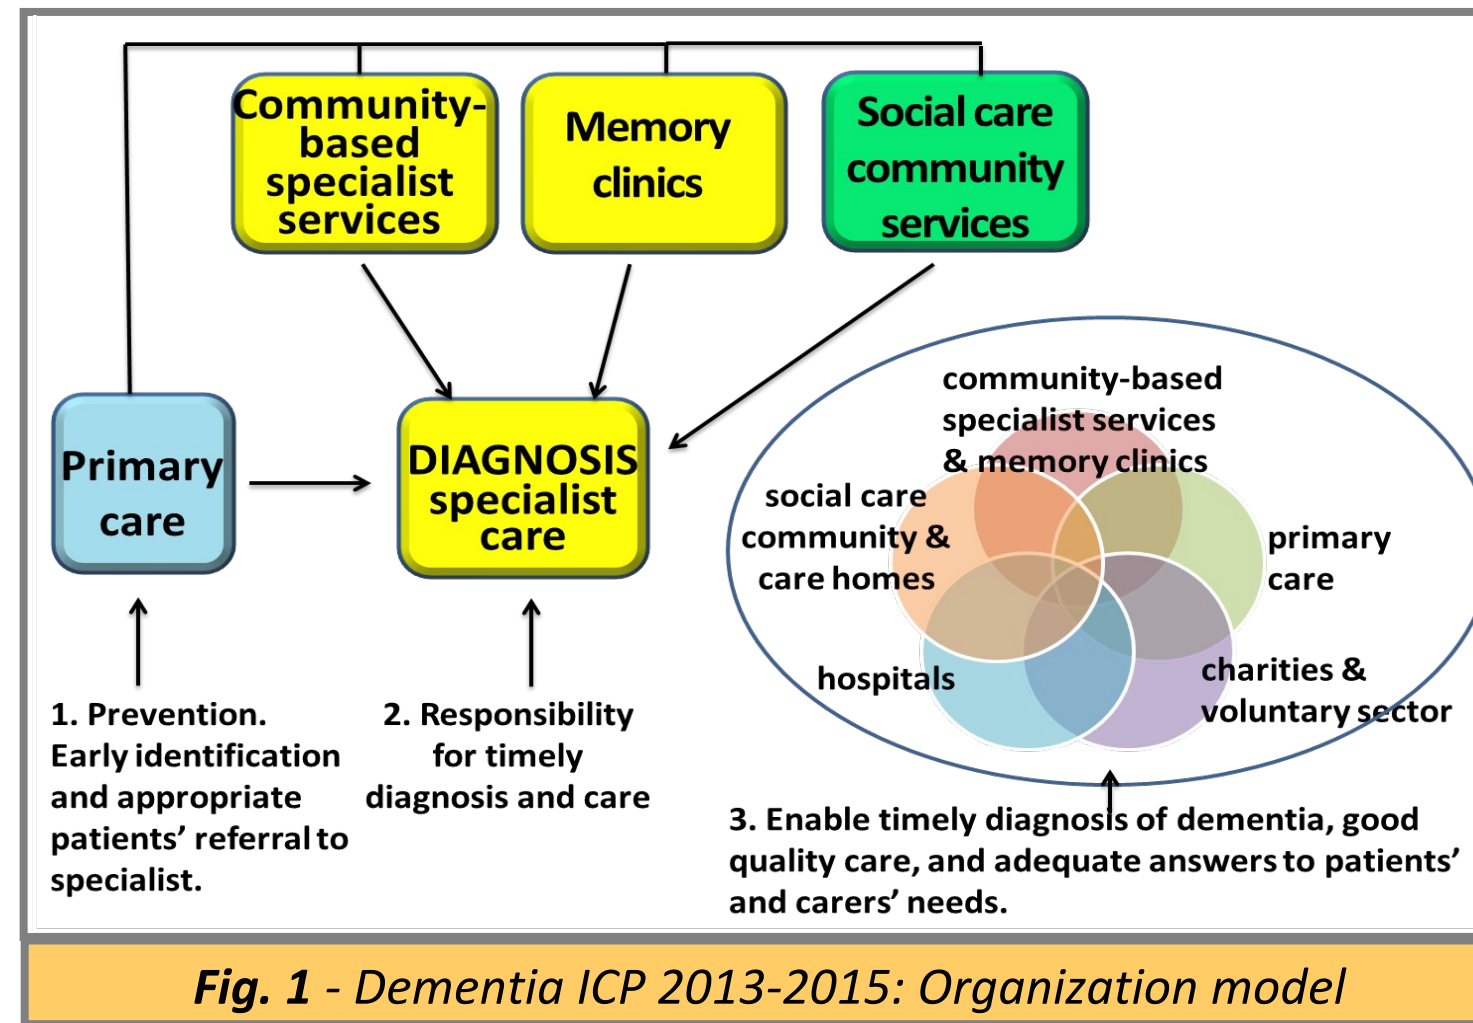 Community-
based
specialist
services
Memory
clinics
Social care
community
services
Primary
care
DIAGNOSIS
specialist
care
community-based
specialist services
& memory clinics
social care
community &
care homes
primary
care
hospitals
charities &
voluntary sector
1. Prevention.
Early identification
and appropriate
patients’ referral to
specialist.
2. Responsibility
for timely
diagnosis and care
3. Enable timely diagnosis of dementia, good
quality care, and adequate answers to patients’
and carers’ needs.
Fig. 1 - Dementia ICP 2013-2015: Organization model